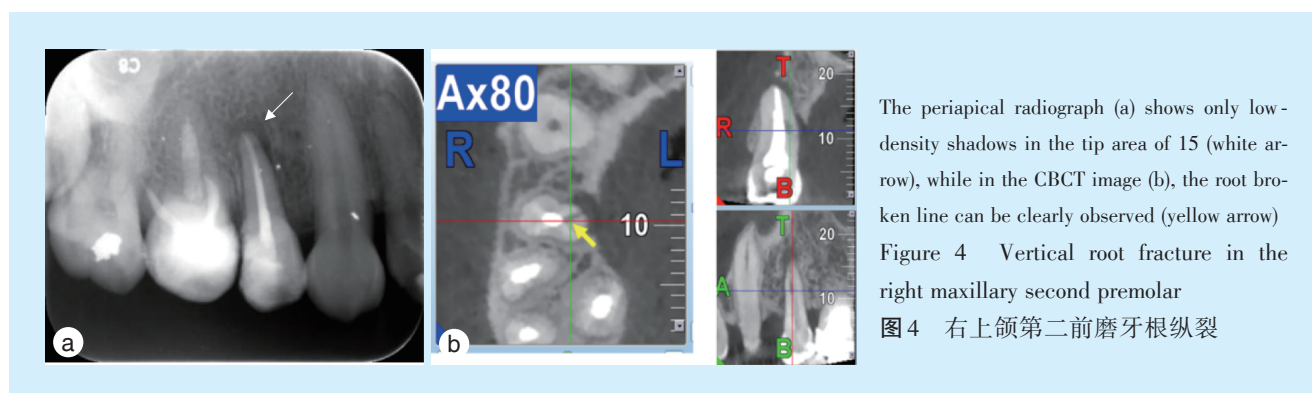 C8
a
Ax80
R
L
10
b
T
20
R
10
B
T
20
A
10
B
The periapical radiograph (a) shows only low-
density shadows in the tip area of 15 (white ar-
row), while in the CBCT image (b), the root bro-
ken line can be clearly observed (yellow arrow)
Figure 4 Vertical root fracture in the
right maxillary second premolar
图4 右上颌第二前磨牙根纵裂